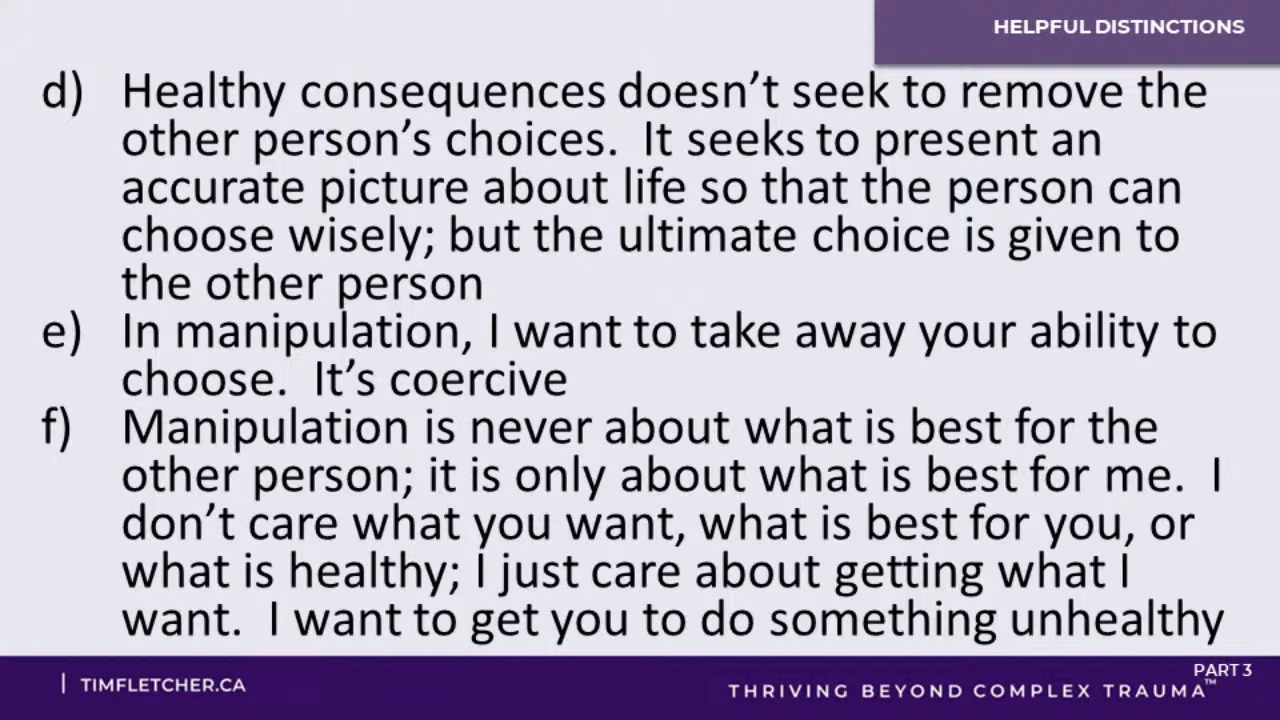 HELPFUL DISTINCTIONS
d) Healthy consequences doesn't seek to remove the
other person's choices.  It seeks to present an
accurate picture about life so that the person can
choose wisely; but the ultimate choice is given to
the other person
e) In manipulation, I want to take away your ability to
choose.  It's coercive
f) Manipulation is never about what is best for the
other person; it is only about what is best for me.  I
don't care what you want, what is best for you, or
what is healthy; I just care about getting what I
want.  I want to get you to do something unhealthy
PART 3
| TIMFLETCHER.CA
THRIVING BEYOND COMPLEX TRAUMA™